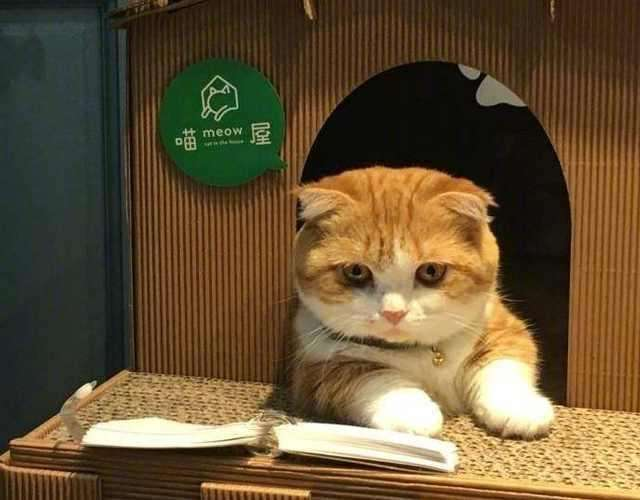 喵 meow 屋
cat in the house